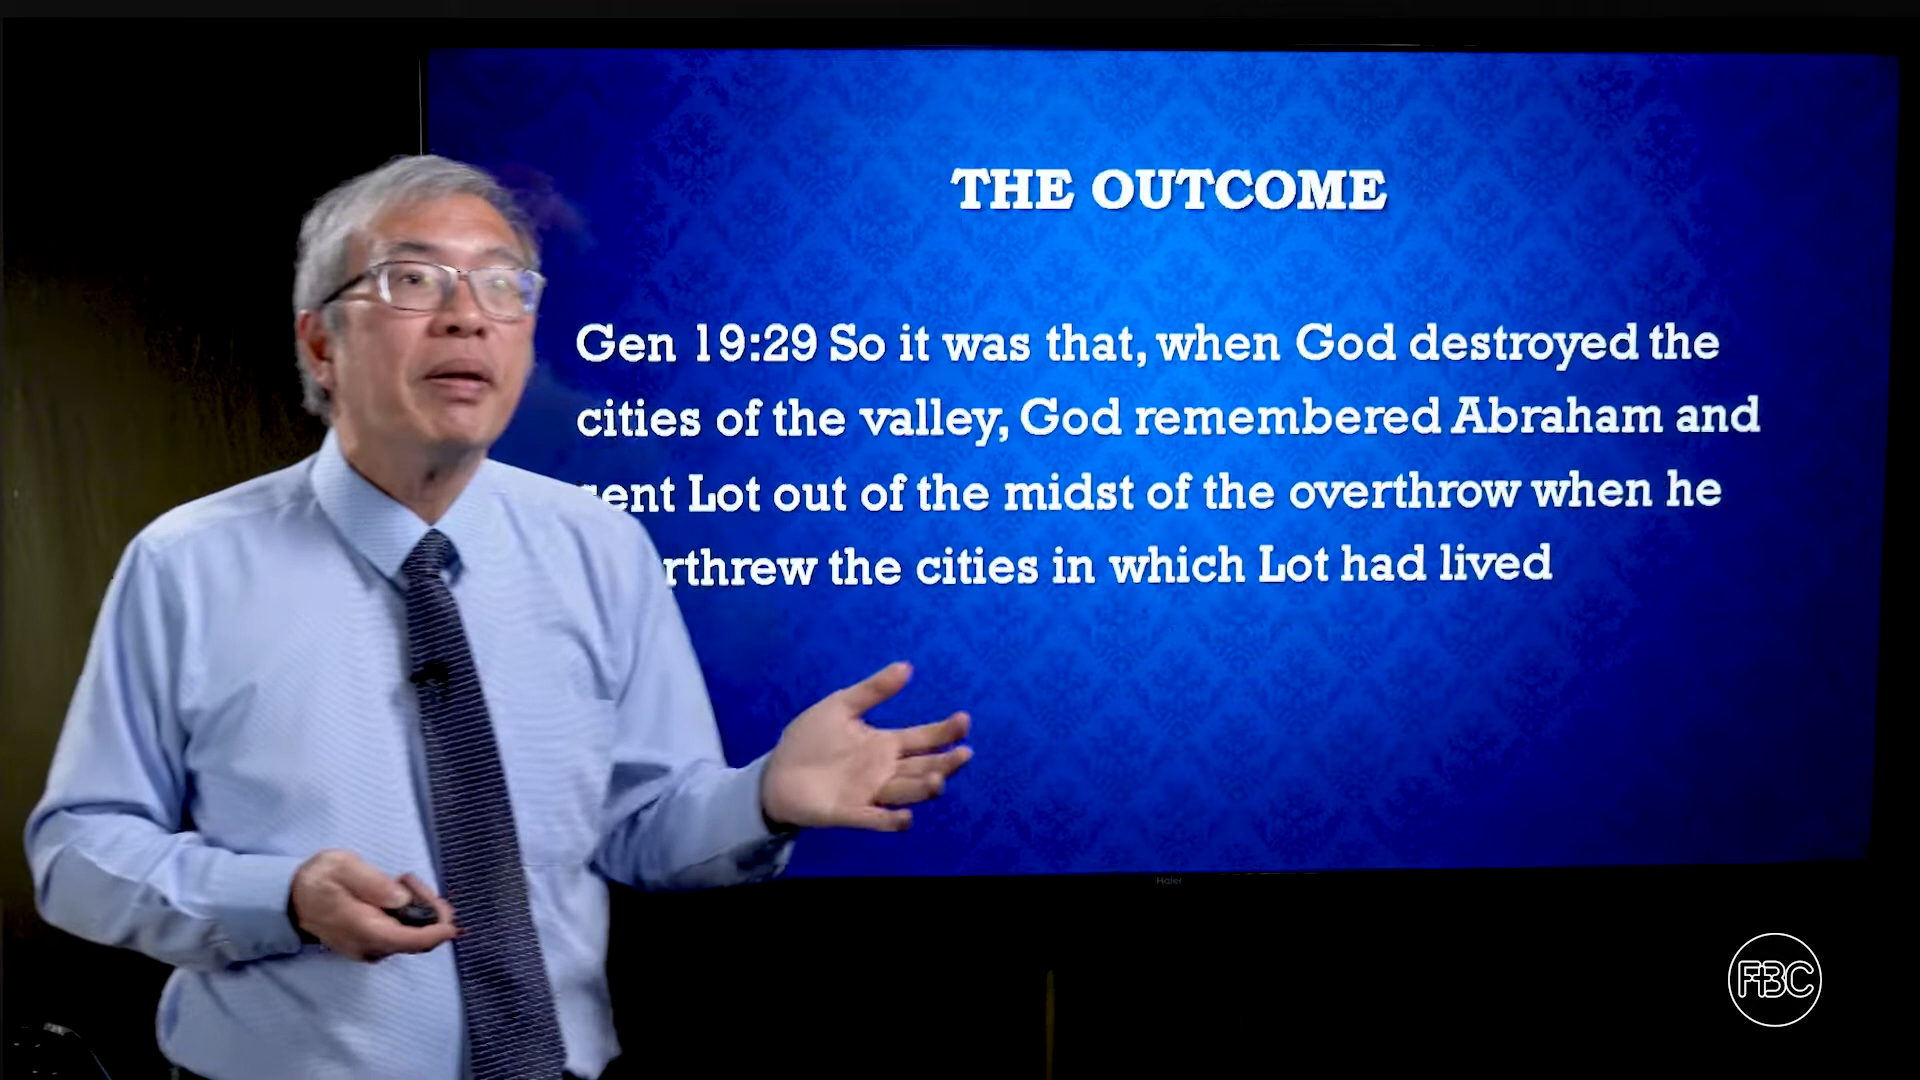 THE OUTCOME
Gen 19:29 So it was that, when God destroyed the
cities of the valley, God remembered Abraham and
Lot out of the midst of the overthrow when he
the cities in which Lot had lived
Haier
FBC